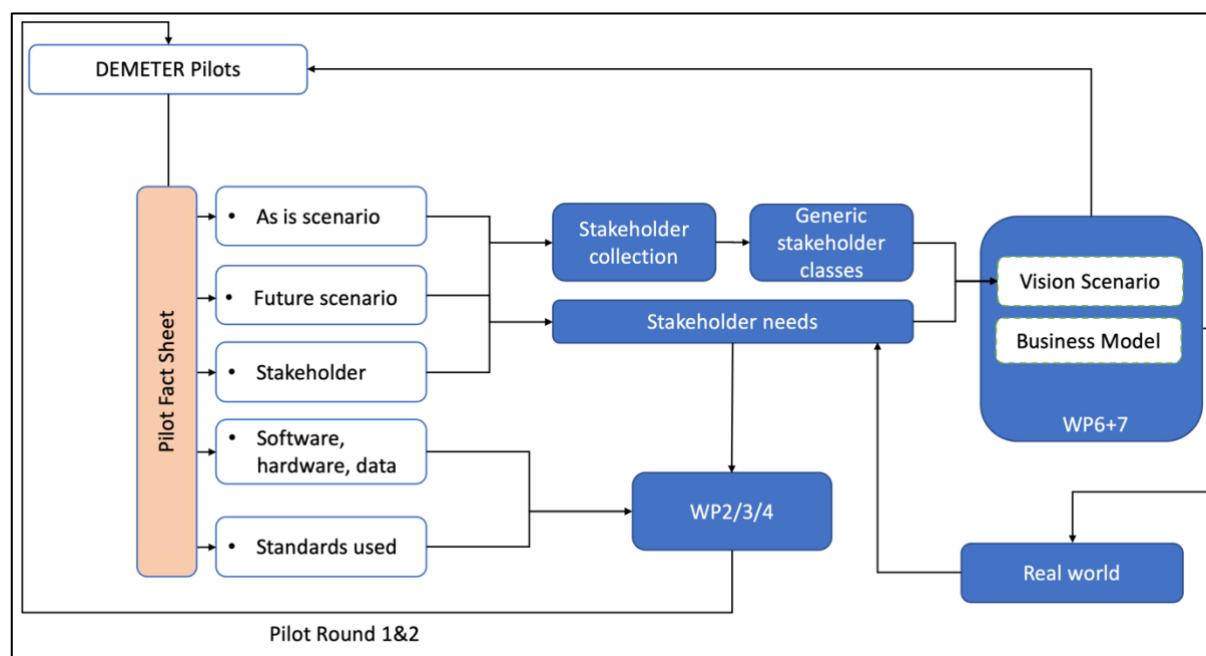 DEMETER Pilots
Pilot Fact Sheet
• As is scenario
• Future scenario
• Stakeholder
• Software,
hardware, data
• Standards used
Stakeholder
collection
Generic
stakeholder
classes
Stakeholder needs
WP2/3/4
Vision Scenario
Business Model
WP6+7
Real world
Pilot Round 1&2